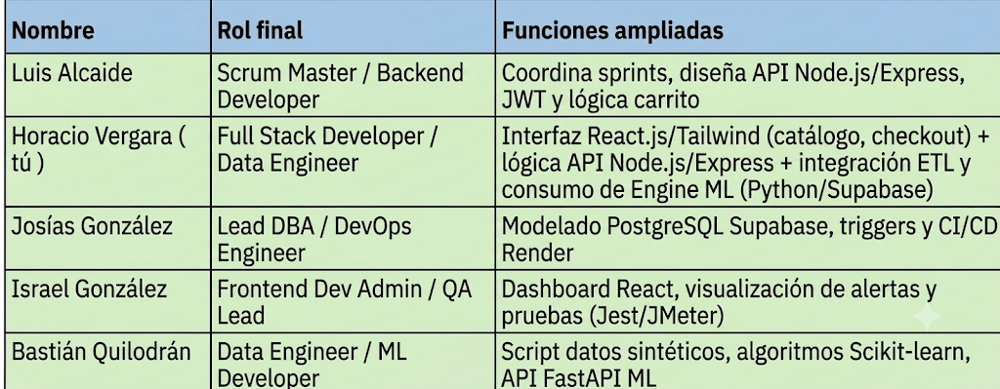 Nombre
Rol final
Funciones ampliadas
Luis Alcaide
Scrum Master / Backend
Developer
Coordina sprints, diseña API Node.js/Express,
JWT y lógica carrito
Horacio Vergara (
tú )
Full Stack Developer /
Data Engineer
Interfaz React.js/Tailwind (catálogo, checkout) +
lógica API Node.js/Express + integración ETL y
consumo de Engine ML (Python/Supabase)
Josías González
Lead DBA / DevOps
Engineer
Modelado PostgreSQL Supabase, triggers y CI/CD
Render
Israel González
Frontend Dev Admin / QA
Lead
Dashboard React, visualización de alertas y
pruebas (Jest/JMeter)
Bastián Quilodrán
Data Engineer / ML
Developer
Script datos sintéticos, algoritmos Scikit-learn,
API FastAPI ML